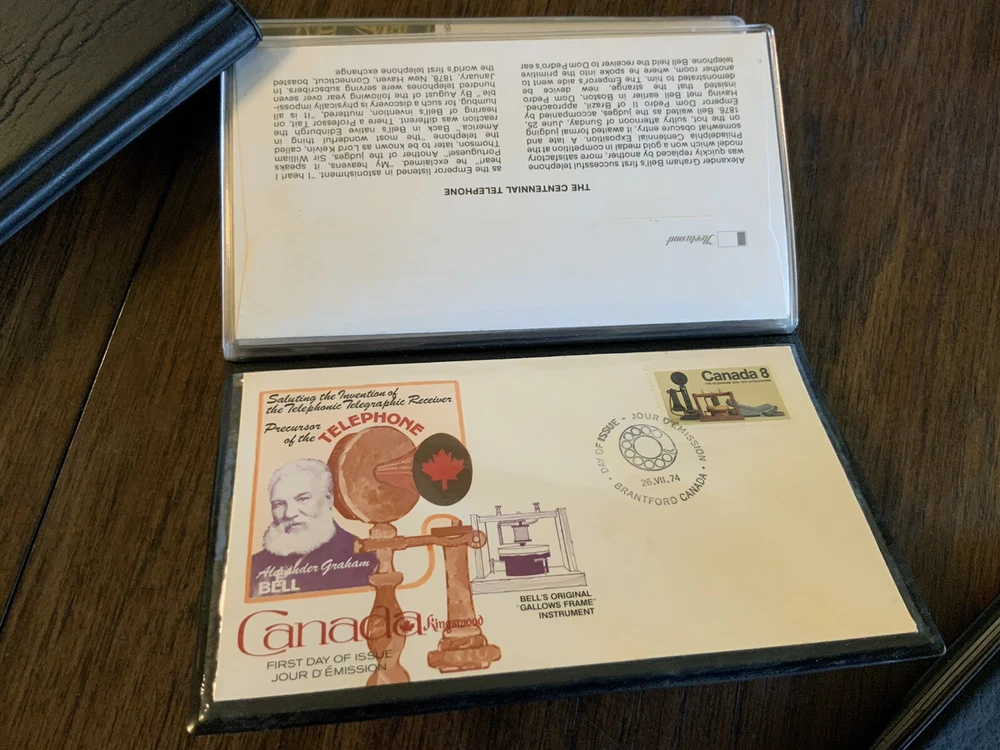 Fleetwood
THE CENTENNIAL TELEPHONE
Alexander Graham Bell's first successful telephone
was quickly replaced by another, more satisfactory
model which won a gold medal in competition at the
Philadelphia Centennial Exposition. A late and
somewhat obscure entry, it awaited formal judging
on the hot, sultry afternoon of Sunday, June 25,
1876. Bell waited as the judges, accompanied by
Emperor Dom Pedro II of Brazil, approached.
Having met Bell earlier in Boston, Dom Pedro
insisted that the strange, new device be
demonstrated to him. The Emperor's aide went to
another room, where he spoke into the primitive
telephone. Bell held the receiver to Dom Pedro's ear
as the Emperor listened in astonishment. "I hear! I
hear!" he exclaimed. "My heavens, it speaks
Portuguese!" Another of the judges, Sir William
Thomson, later to be known as Lord Kelvin, called
the telephone "the most wonderful thing in
America." Back in Bell's native Edinburgh the
reaction was different. There a Professor Tait, on
hearing of Bell's invention, muttered, "It is all
humbug, for such a discovery is physically impossi-
ble." By August of the following year over seven
hundred telephones were serving subscribers. In
January, 1878, New Haven, Connecticut, boasted
the world's first telephone exchange.
Saluting the Invention of
the Telephonic Telegraphic Receiver
Precursor
of the TELEPHONE
Alexander Graham
BELL
Canada
Kingswood
FIRST DAY OF ISSUE
JOUR D'ÉMISSION
BELL'S ORIGINAL
"GALLOWS FRAME"
INSTRUMENT
Canada 8
DAY OF ISSUE • JOUR D'ÉMISSION
26.VII.74
BRANTFORD CANADA